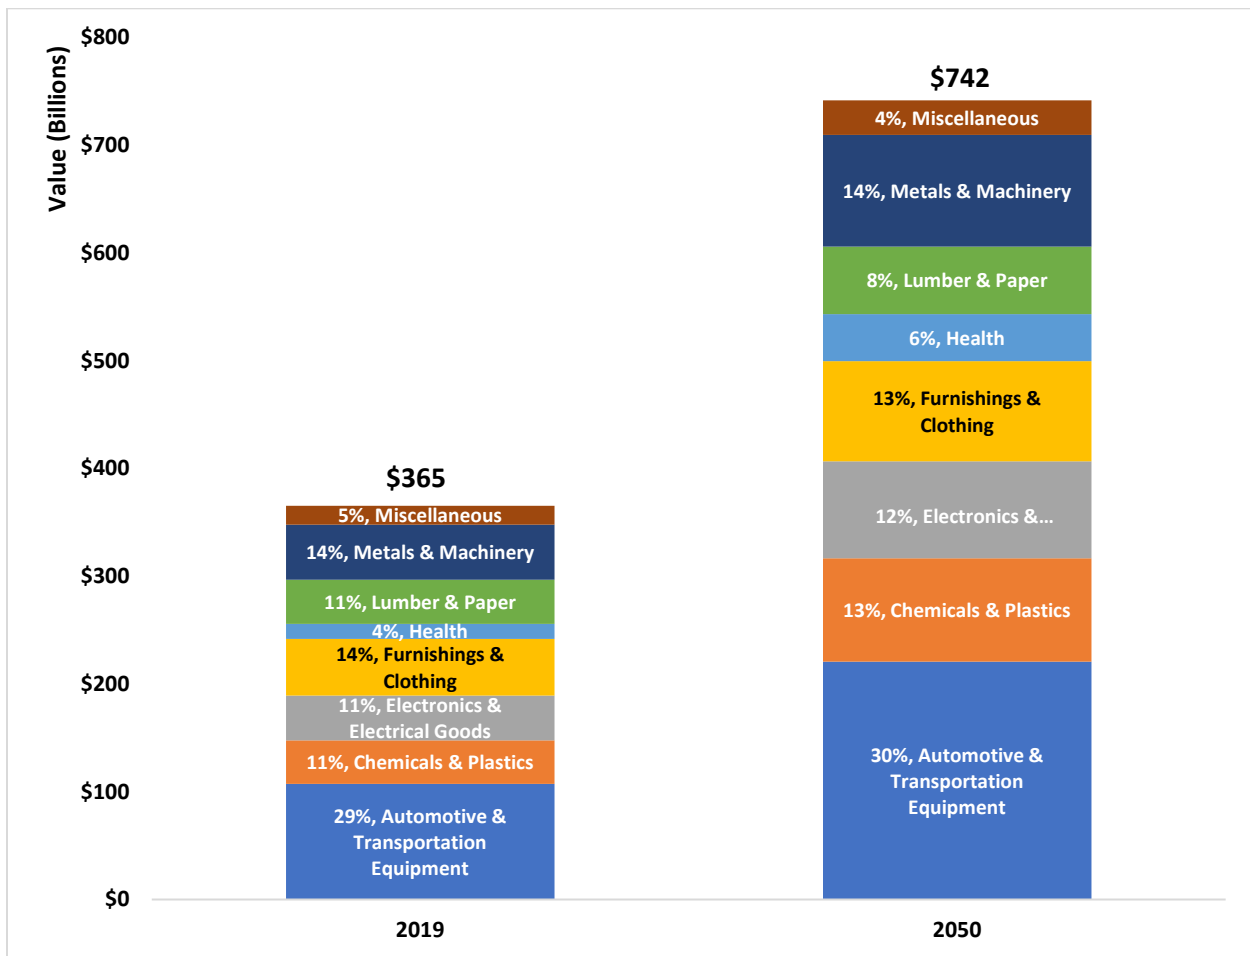 Value (Billions)
$800
$700
$600
$500
$400
$300
$200
$100
$0
$365
5%, Miscellaneous
14%, Metals & Machinery
11%, Lumber & Paper
4%, Health
14%, Furnishings &
Clothing
11%, Electronics &
Electrical Goods
11%, Chemicals & Plastics
29%, Automotive &
Transportation
Equipment
2019
$742
4%, Miscellaneous
14%, Metals & Machinery
8%, Lumber & Paper
6%, Health
13%, Furnishings &
Clothing
12%, Electronics &...
13%, Chemicals & Plastics
30%, Automotive &
Transportation
Equipment
2050